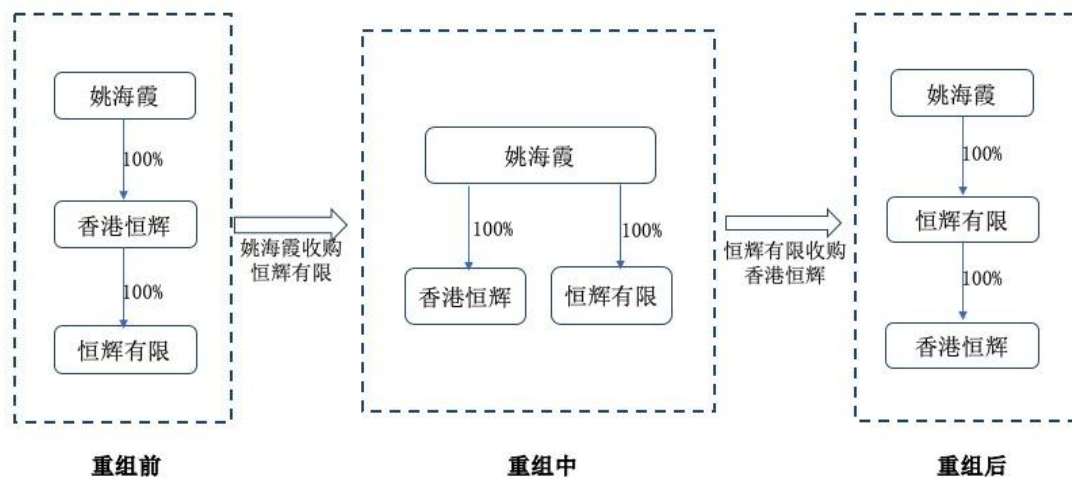 姚海霞
100%
香港恒辉
100%
恒辉有限
重组前
姚海霞收购
恒辉有限
姚海霞
100%
100%
香港恒辉
恒辉有限
重组中
恒辉有限收购
香港恒辉
姚海霞
100%
恒辉有限
100%
香港恒辉
重组后